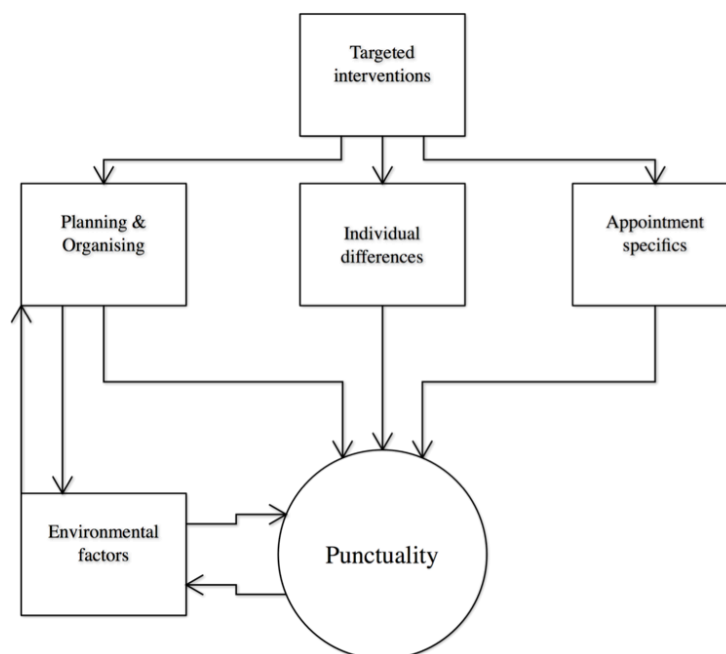 Targeted
interventions
Planning &
Organising
Individual
differences
Appointment
specifics
Environmental
factors
Punctuality